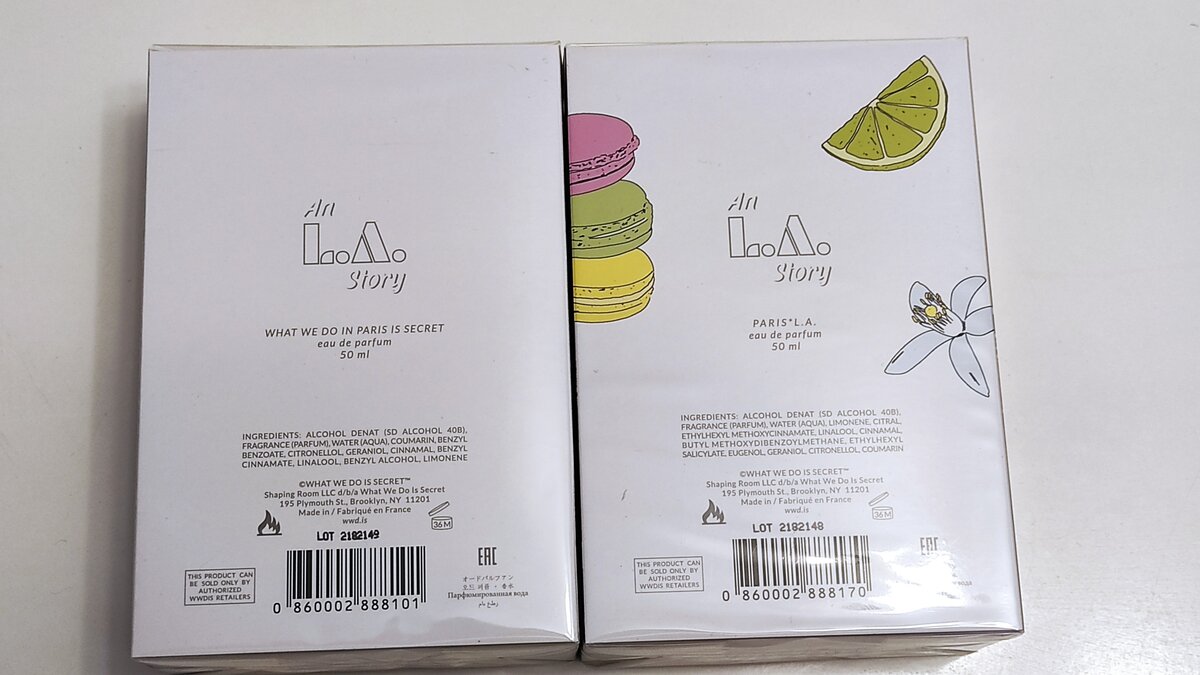 An
L.A.
Story
WHAT WE DO IN PARIS IS SECRET
eau de parfum
50 ml
INGREDIENTS: ALCOHOL DENAT (SD ALCOHOL 40B),
FRAGRANCE (PARFUM), WATER (AQUA), COUMARIN, BENZYL
BENZOATE, CITRONELLOL, GERANIOL, CINNAMAL, BENZYL
CINNAMATE, LINALOOL, BENZYL ALCOHOL, LIMONENE
©WHAT WE DO IS SECRET™
Shaping Room LLC d/b/a What We Do Is Secret
195 Plymouth St., Brooklyn, NY 11201
Made in / Fabriqué en France
wwd.is
36M
LOT 2182149
THIS PRODUCT CAN
BE SOLD ONLY BY
AUTHORIZED
WWDIS RETAILERS
0 860002 888101
EAC
オードパルファン
오드 퍼퓸 · 香水
Парфюмированная вода
An
L.A.
Story
PARIS*L.A.
eau de parfum
50 ml
INGREDIENTS: ALCOHOL DENAT (SD ALCOHOL 40B),
FRAGRANCE (PARFUM), WATER (AQUA), LIMONENE, CITRAL,
ETHYLHEXYL METHOXYCINNAMATE, LINALOOL, CINNAMAL,
BUTYL METHOXYDIBENZOYLMETHANE, ETHYLHEXYL
SALICYLATE, EUGENOL, GERANIOL, CITRONELLOL, COUMARIN
©WHAT WE DO IS SECRET™
Shaping Room LLC d/b/a What We Do Is Secret
195 Plymouth St., Brooklyn, NY 11201
Made in / Fabriqué en France
wwd.is
36M
LOT 2182148
THIS PRODUCT CAN
BE SOLD ONLY BY
AUTHORIZED
WWDIS RETAILERS
0 860002 888170
EAC